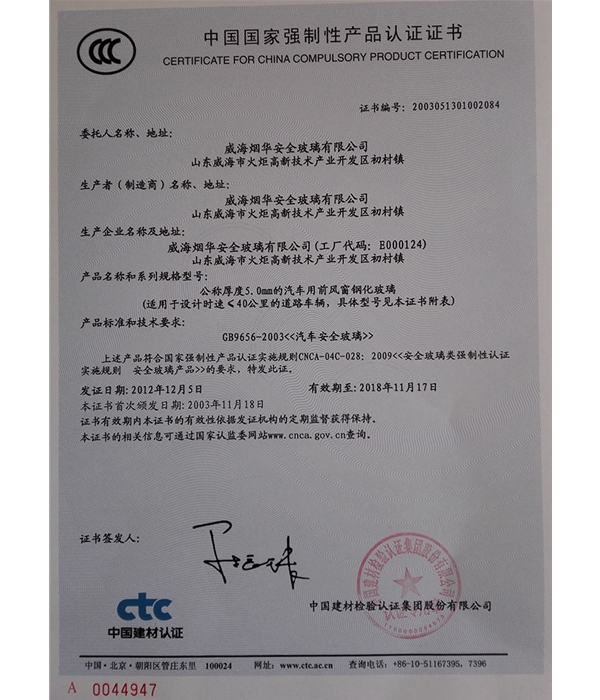 中国国家强制性产品认证证书
CERTIFICATE FOR CHINA COMPULSORY PRODUCT CERTIFICATION
证书编号：2003051301002084
委托人名称、地址：
威海烟华安全玻璃有限公司
山东威海市火炬高新技术产业开发区初村镇
生产者（制造商）名称、地址：
威海烟华安全玻璃有限公司
山东威海市火炬高新技术产业开发区初村镇
生产企业名称及地址：
威海烟华安全玻璃有限公司(工厂代码：E000124)
山东威海市火炬高新技术产业开发区初村镇
产品名称和系列规格型号：
公称厚度5.0mm的汽车用前风窗钢化玻璃
(适用于设计时速≤40公里的道路车辆，具体型号见本证书附表)
产品标准和技术要求：
GB9656-2003<<汽车安全玻璃>>
上述产品符合国家强制性产品认证实施规则CNCA-04C-028：2009<<安全玻璃类强制性认证
实施规则 安全玻璃产品>>的要求，特发此证。
发证日期：2012年12月5日 有效期至：2018年11月17日
本证书首次颁发日期：2003年11月18日
证书有效期内本证书的有效性依据发证机构的定期监督获得保持。
本证书的相关信息可通过国家认监委网站www.cnca.gov.cn查询。
证书签发人：
中国建材检验认证集团股份有限公司
ctc
中国建材认证
中国建材检验认证集团股份有限公司
中国·北京·朝阳区管庄东里 100024 网址：www.ctc.ac.cn 查询电话：+86-10-51167395, 7396
A 0044947